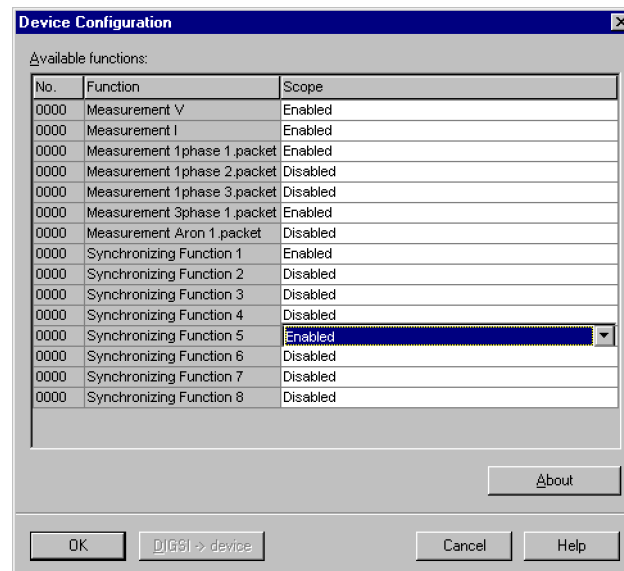 Device Configuration
Available functions:
No. Function Scope
0000 Measurement V Enabled
0000 Measurement I Enabled
0000 Measurement 1phase 1.packet Enabled
0000 Measurement 1phase 2.packet Disabled
0000 Measurement 1phase 3.packet Disabled
0000 Measurement 3phase 1.packet Enabled
0000 Measurement Aron 1.packet Disabled
0000 Synchronizing Function 1 Enabled
0000 Synchronizing Function 2 Disabled
0000 Synchronizing Function 3 Disabled
0000 Synchronizing Function 4 Disabled
0000 Synchronizing Function 5 Enabled
0000 Synchronizing Function 6 Disabled
0000 Synchronizing Function 7 Disabled
0000 Synchronizing Function 8 Disabled
About
OK DIGSI -> device Cancel Help